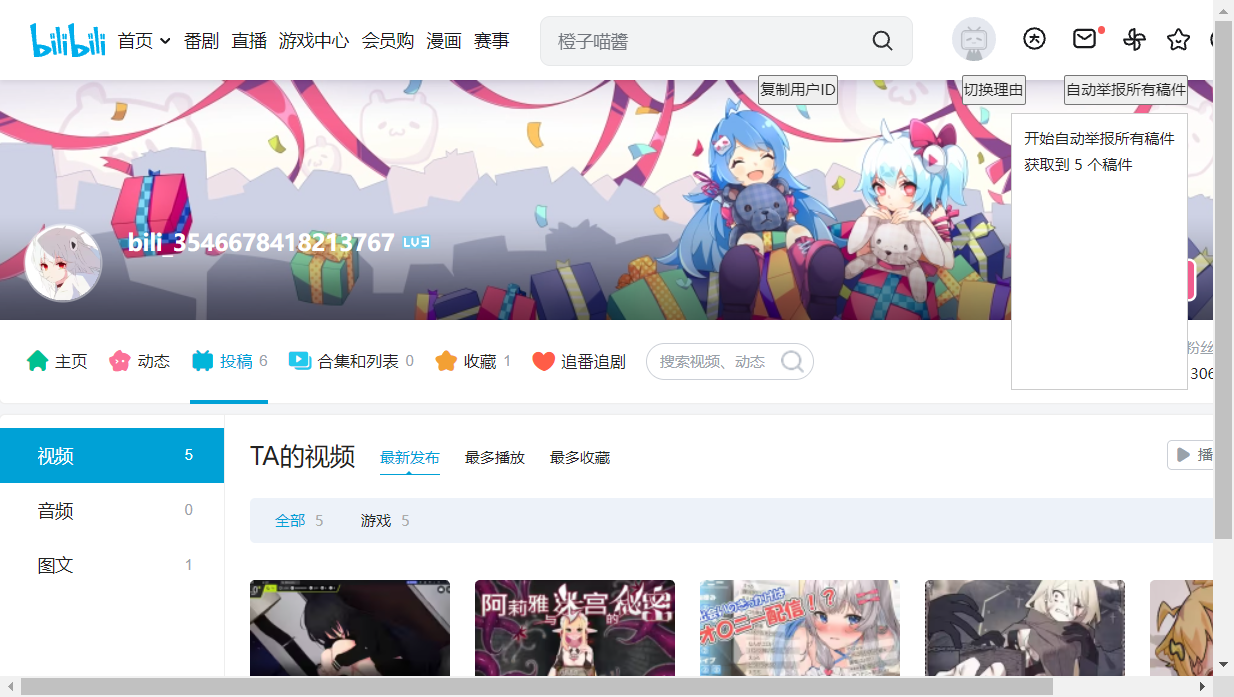 bilibili 首页 番剧 直播 游戏中心 会员购 漫画 赛事 橙子喵酱
复制用户ID 切换理由 自动举报所有稿件
开始自动举报所有稿件
获取到 5 个稿件
bili_3546678418213767 LV3
主页 动态 投稿 6 合集和列表 0 收藏 1 追番追剧 搜索视频、动态
粉丝
306
视频 5
音频 0
图文 1
TA的视频 最新发布 最多播放 最多收藏 播
全部 5 游戏 5
阿莉雅与迷宫的秘密
配信!?